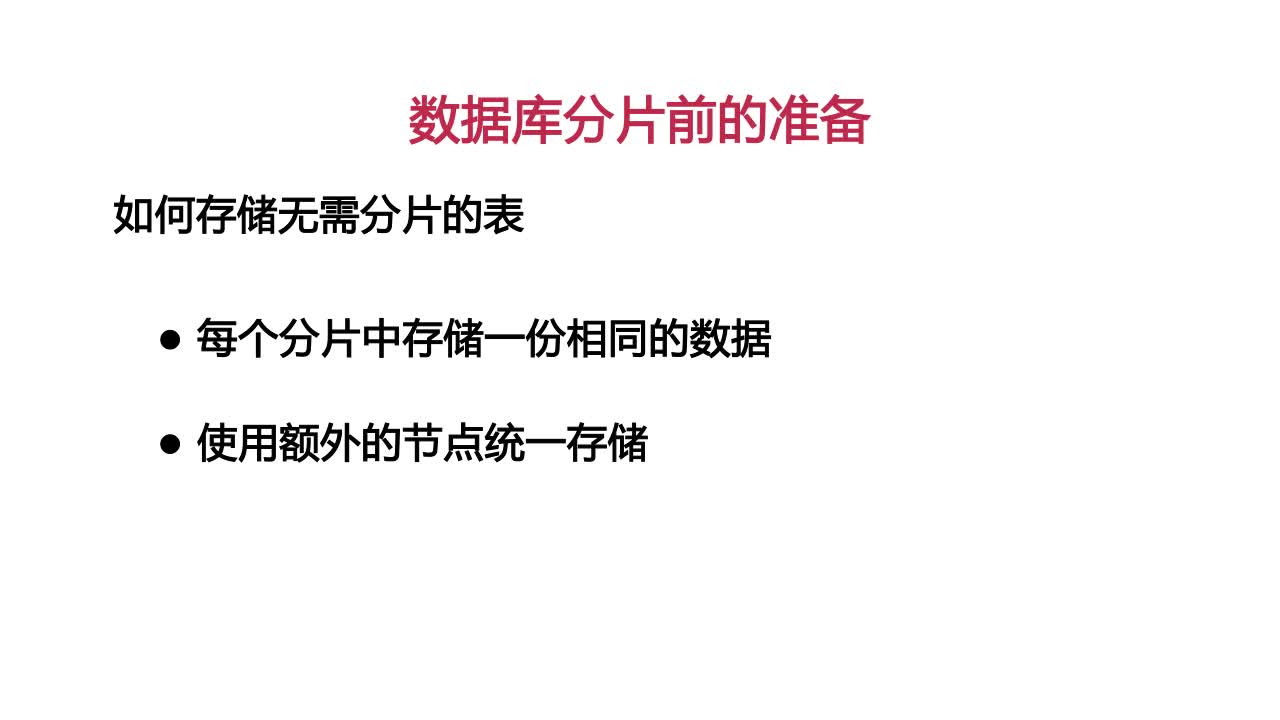 数据库分片前的准备
如何存储无需分片的表
● 每个分片中存储一份相同的数据
● 使用额外的节点统一存储